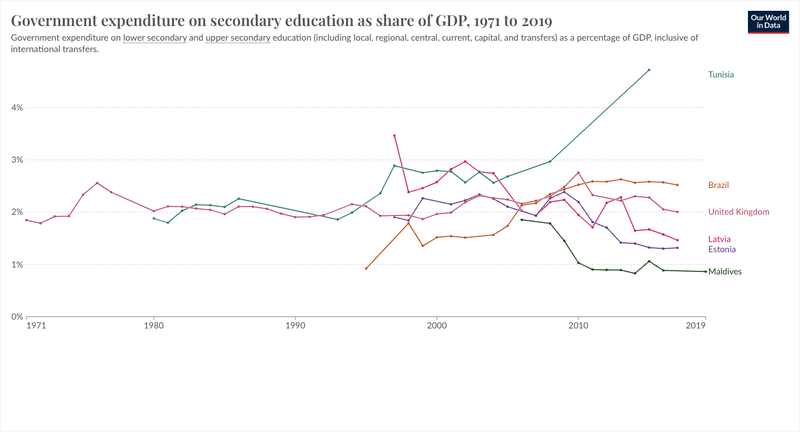 Government expenditure on secondary education as share of GDP, 1971 to 2019
Our World
in Data
Government expenditure on lower secondary and upper secondary education (including local, regional, central, current, capital, and transfers) as a percentage of GDP, inclusive of
international transfers.
Tunisia
4%
3%
Brazil
2%
United Kingdom
Latvia
Estonia
1%
Maldives
0%
1971
1980
1990
2000
2010
2019